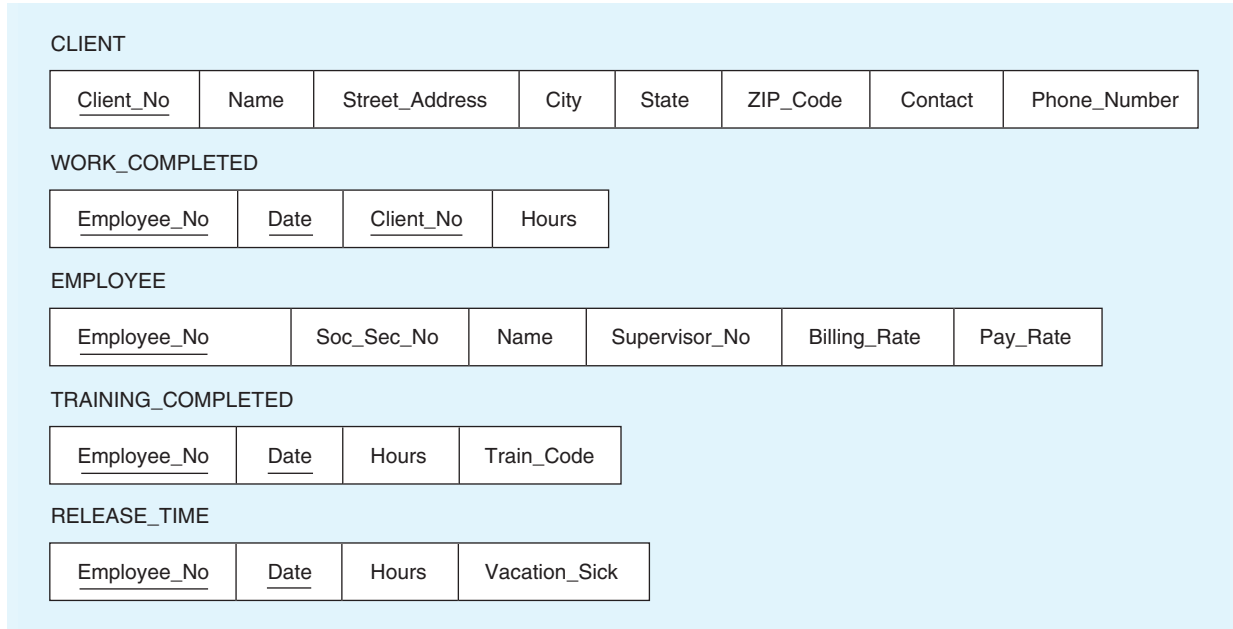 CLIENT
Client_No Name Street_Address City State ZIP_Code Contact Phone_Number
WORK_COMPLETED
Employee_No Date Client_No Hours
EMPLOYEE
Employee_No Soc_Sec_No Name Supervisor_No Billing_Rate Pay_Rate
TRAINING_COMPLETED
Employee_No Date Hours Train_Code
RELEASE_TIME
Employee_No Date Hours Vacation_Sick